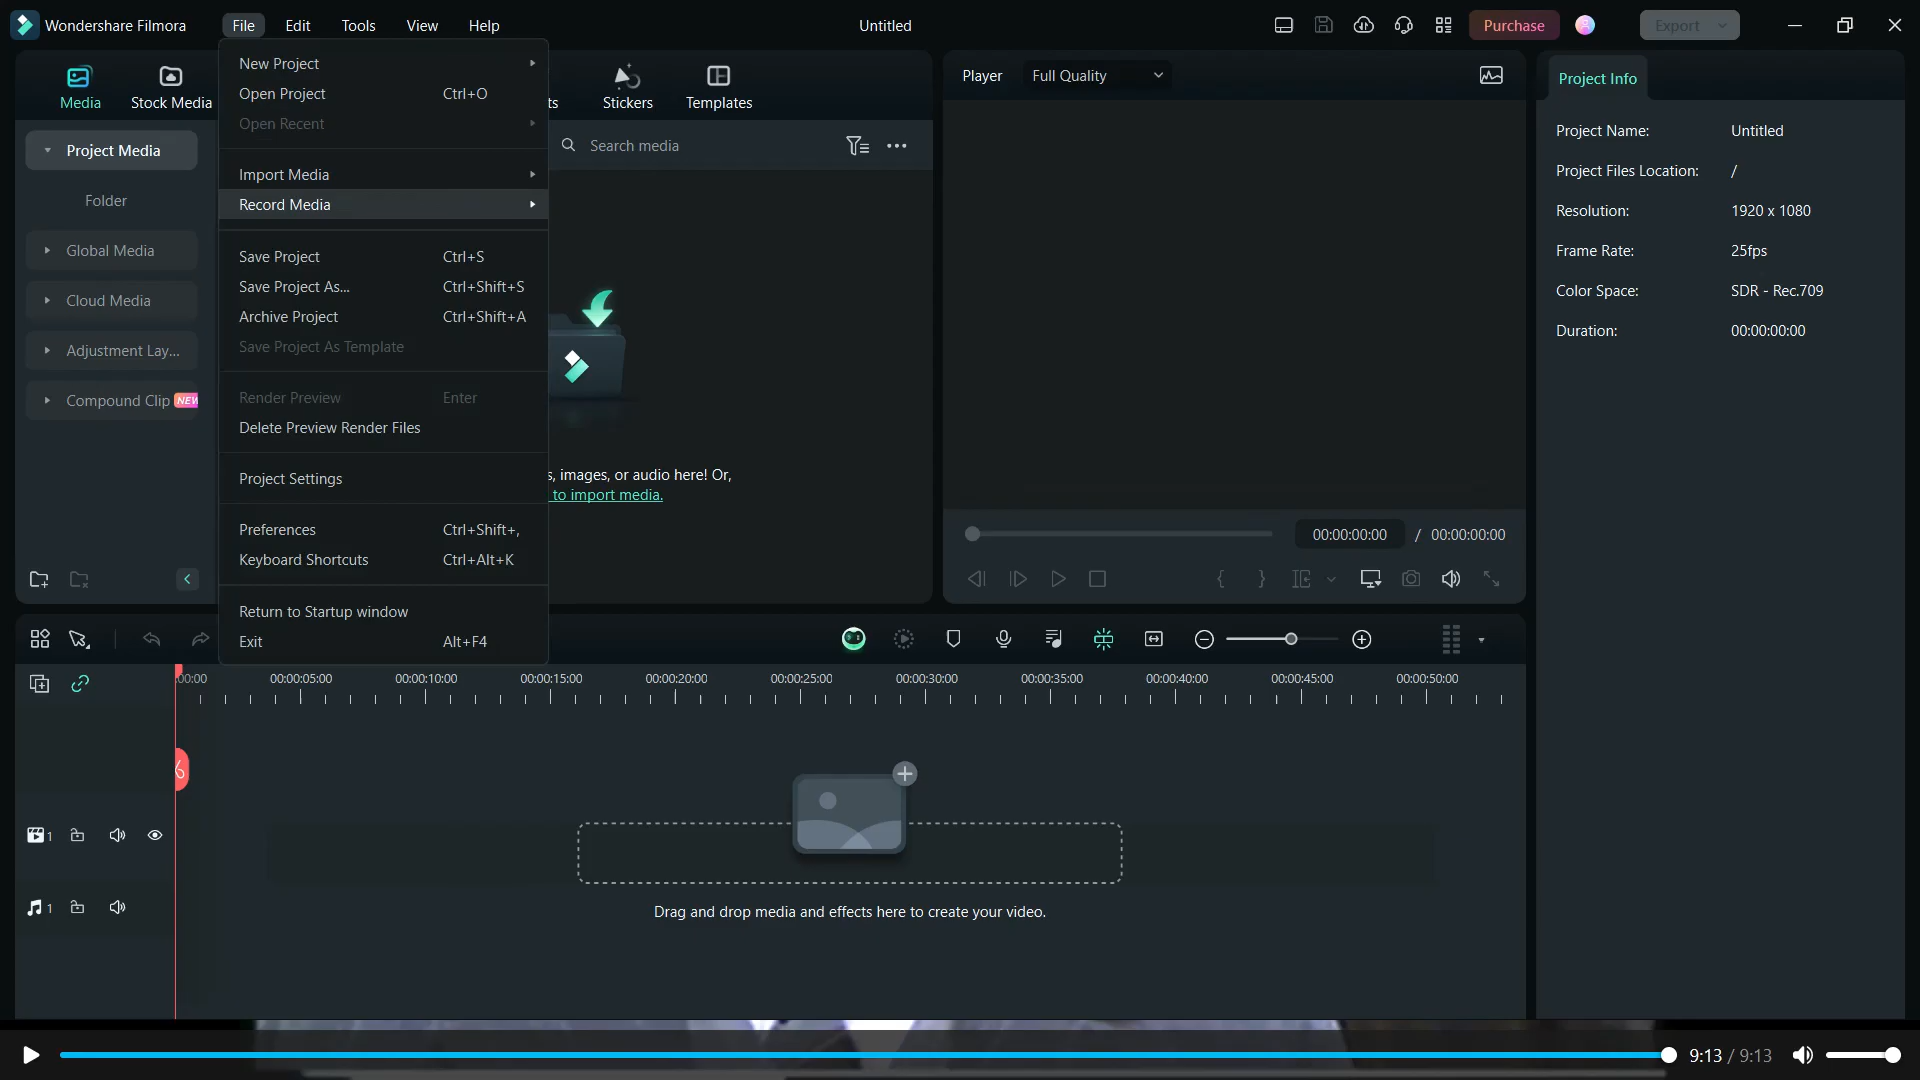 Wondershare Filmora
File
Edit
Tools
View
Help
Untitled
Purchase
Export
Media
Stock Media
ts
Stickers
Templates
Project Media
Folder
Global Media
Cloud Media
Adjustment Lay...
Compound Clip NEW
New Project
Open Project Ctrl+O
Open Recent
Import Media
Record Media
Save Project Ctrl+S
Save Project As... Ctrl+Shift+S
Archive Project Ctrl+Shift+A
Save Project As Template
Render Preview Enter
Delete Preview Render Files
Project Settings
Preferences Ctrl+Shift+,
Keyboard Shortcuts Ctrl+Alt+K
Return to Startup window
Exit Alt+F4
Search media
s, images, or audio here! Or,
to import media.
Player
Full Quality
00:00:00:00 / 00:00:00:00
Project Info
Project Name: Untitled
Project Files Location: /
Resolution: 1920 x 1080
Frame Rate: 25fps
Color Space: SDR - Rec.709
Duration: 00:00:00:00
:00:00 00:00:05:00 00:00:10:00 00:00:15:00 00:00:20:00 00:00:25:00 00:00:30:00 00:00:35:00 00:00:40:00 00:00:45:00 00:00:50:00
1
1
Drag and drop media and effects here to create your video.
9:13 / 9:13